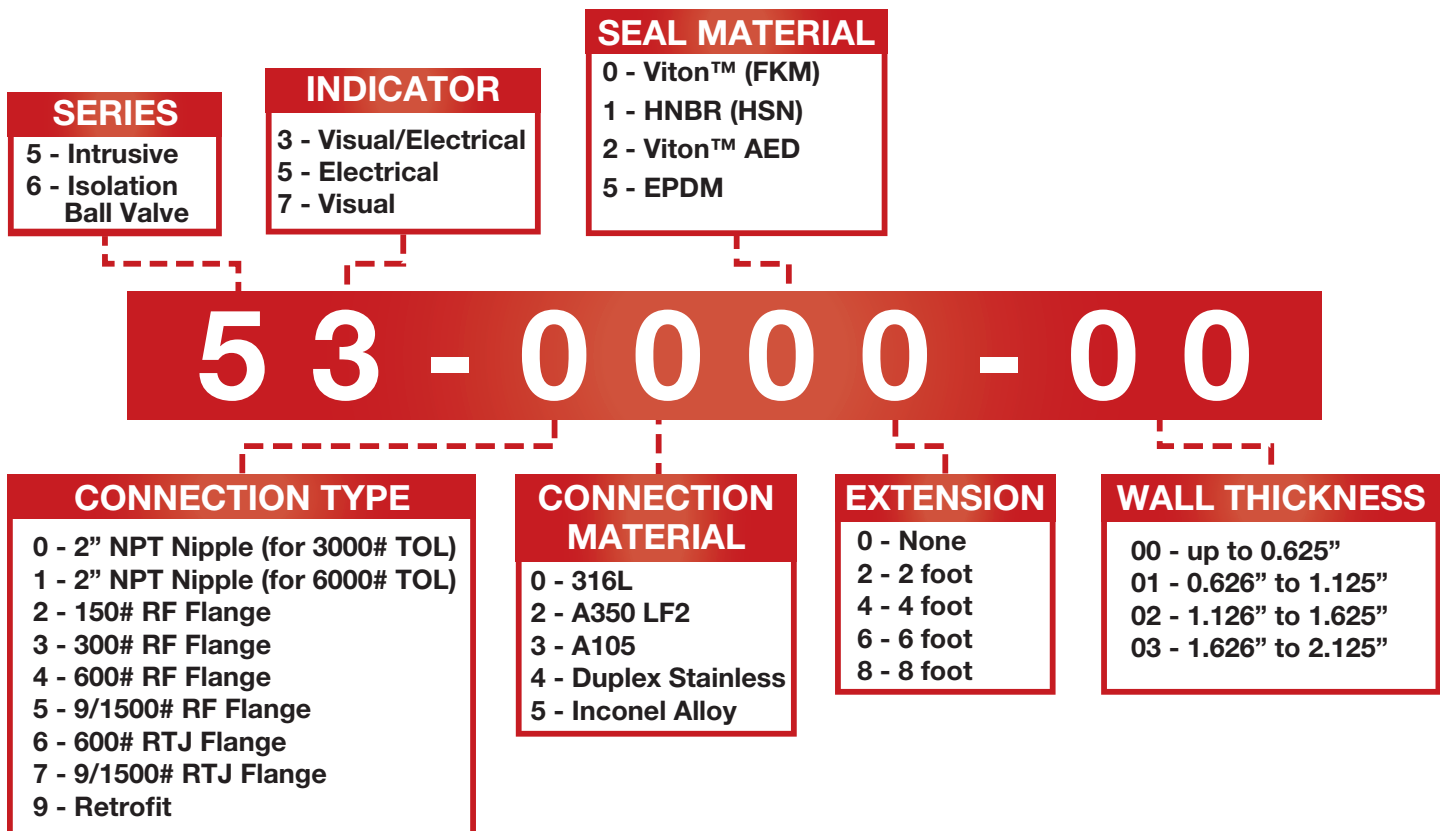 SERIES
5 - Intrusive
6 - Isolation
Ball Valve
INDICATOR
3 - Visual/Electrical
5 - Electrical
7 - Visual
SEAL MATERIAL
0 - Viton™ (FKM)
1 - HNBR (HSN)
2 - Viton™ AED
5 - EPDM
5 3 - 0 0 0 0 - 0 0
CONNECTION TYPE
0 - 2” NPT Nipple (for 3000# TOL)
1 - 2” NPT Nipple (for 6000# TOL)
2 - 150# RF Flange
3 - 300# RF Flange
4 - 600# RF Flange
5 - 9/1500# RF Flange
6 - 600# RTJ Flange
7 - 9/1500# RTJ Flange
9 - Retrofit
CONNECTION
MATERIAL
0 - 316L
2 - A350 LF2
3 - A105
4 - Duplex Stainless
5 - Inconel Alloy
EXTENSION
0 - None
2 - 2 foot
4 - 4 foot
6 - 6 foot
8 - 8 foot
WALL THICKNESS
00 - up to 0.625”
01 - 0.626” to 1.125”
02 - 1.126” to 1.625”
03 - 1.626” to 2.125”